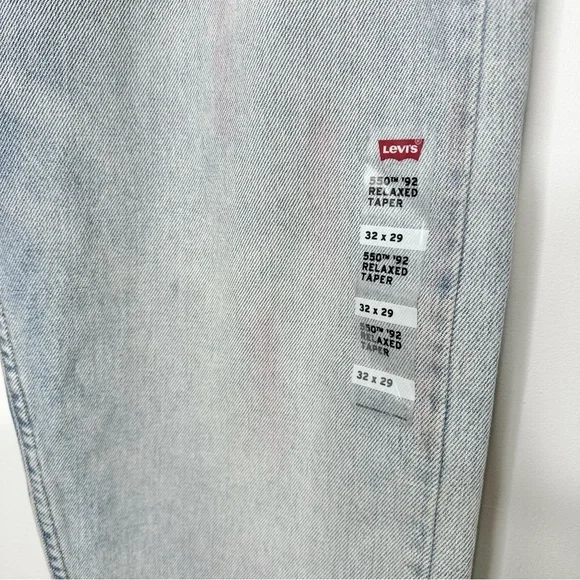 Levi's
550™ '92
RELAXED
TAPER
32 x 29
550™ '92
RELAXED
TAPER
32 x 29
550™ '92
RELAXED
TAPER
32 x 29